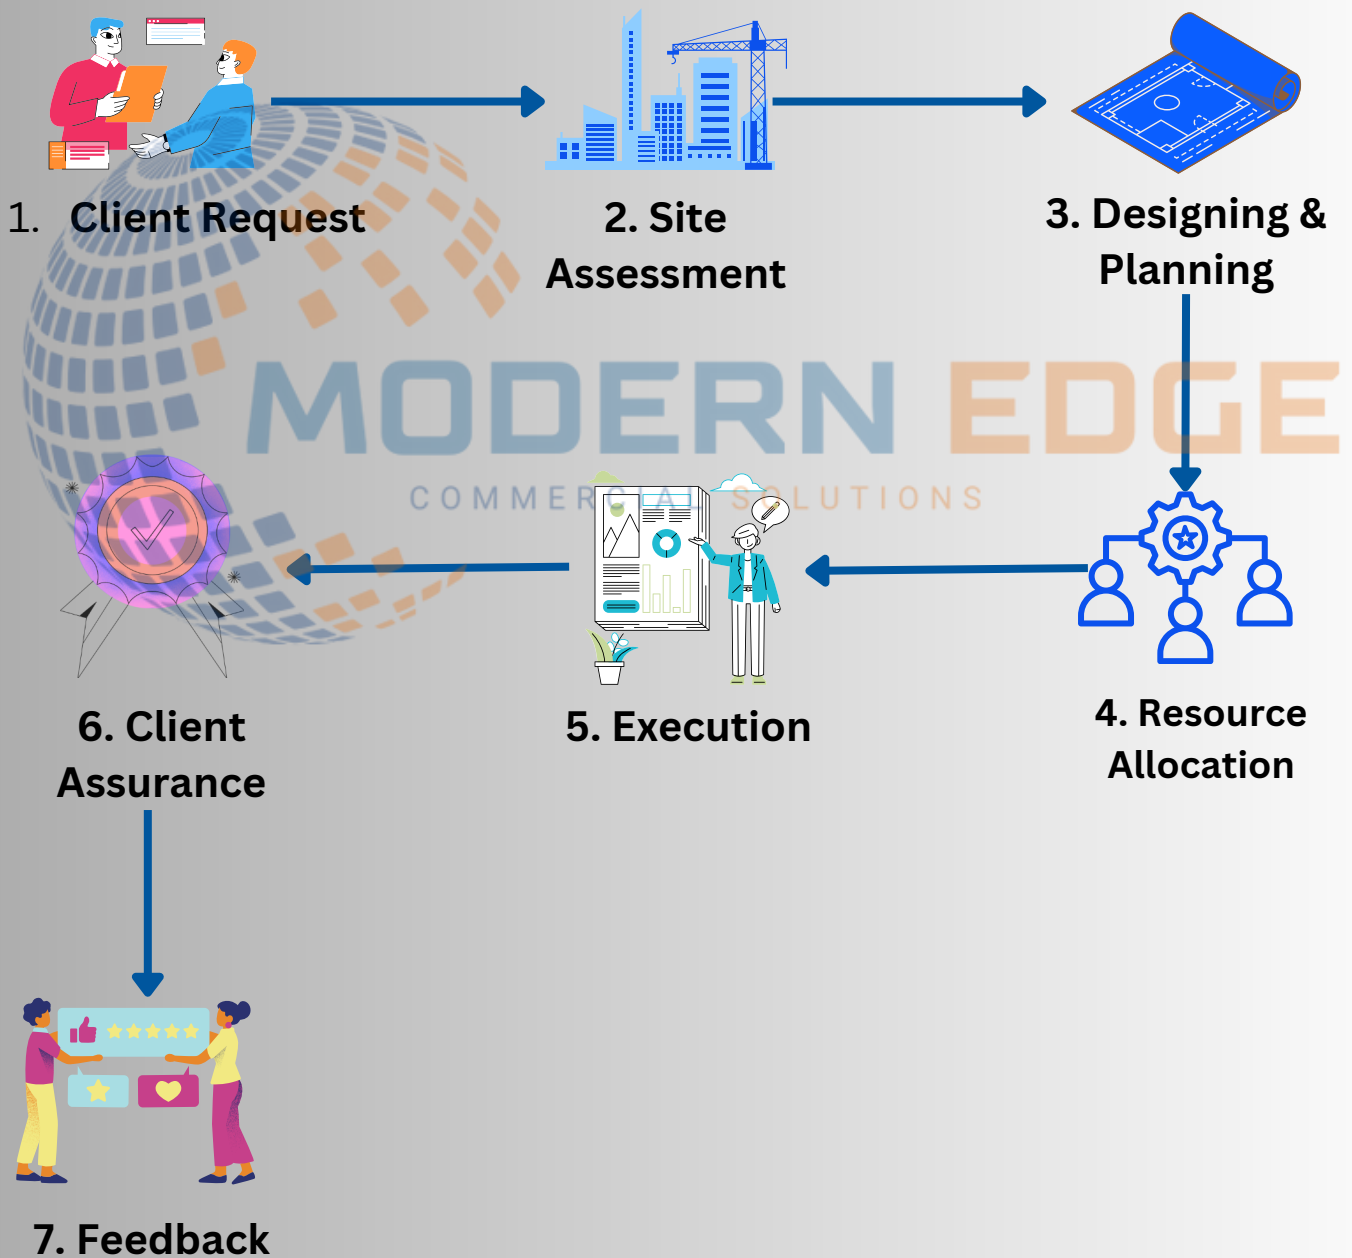 1. Client Request
2. Site
Assessment
3. Designing &
Planning
MODERN EDGE
COMMERCIAL SOLUTIONS
4. Resource
Allocation
5. Execution
6. Client
Assurance
7. Feedback